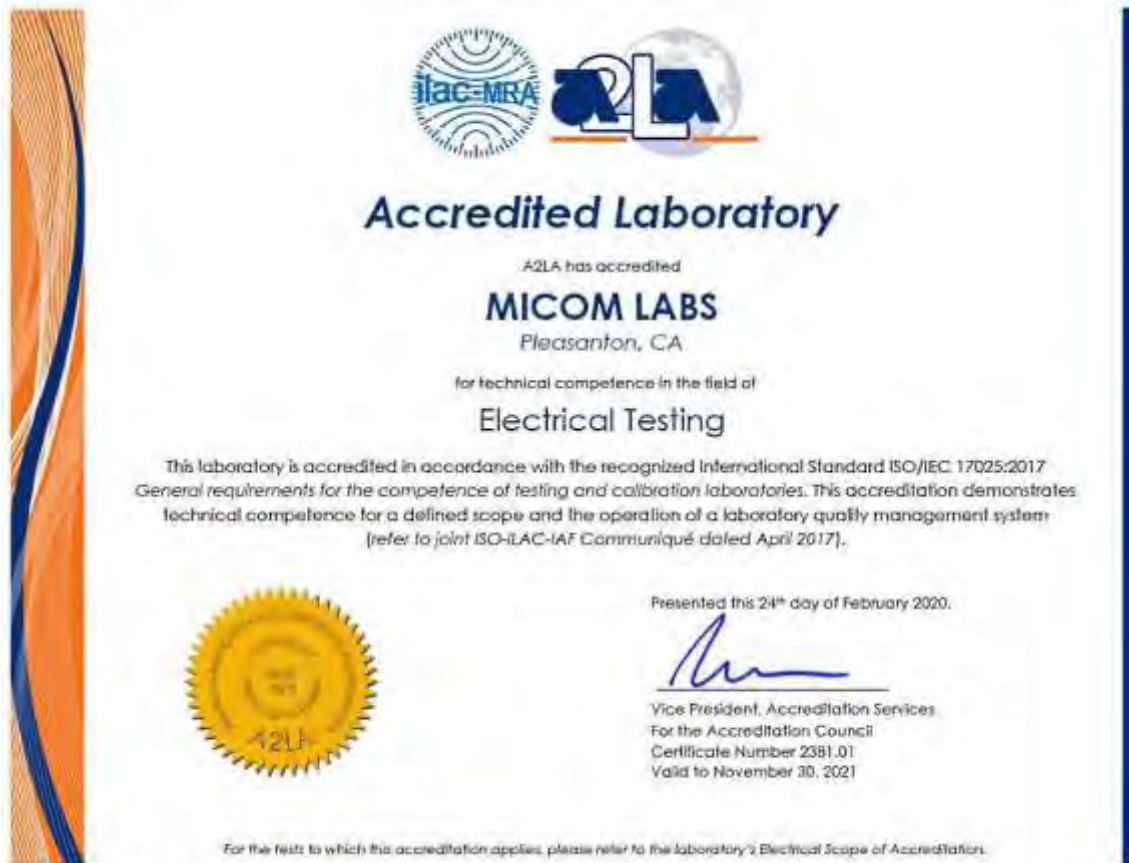 ilac-MRA
A2La
Accredited Laboratory
A2LA has accredited
MICOM LABS
Pleasanton, CA
for technical competence in the field of
Electrical Testing
This laboratory is accredited in accordance with the recognized International Standard ISO/IEC 17025:2017
General requirements for the competence of testing and calibration laboratories. This accreditation demonstrates
technical competence for a defined scope and the operation of a laboratory quality management system
(refer to joint ISO-ILAC-IAF Communiqué dated April 2017).
Presented this 24th day of February 2020.
Vice President, Accreditation Services
For the Accreditation Council
Certificate Number 2381.01
Valid to November 30, 2021
A2LA
For the tests to which this accreditation applies, please refer to the laboratory's Electrical Scope of Accreditation.